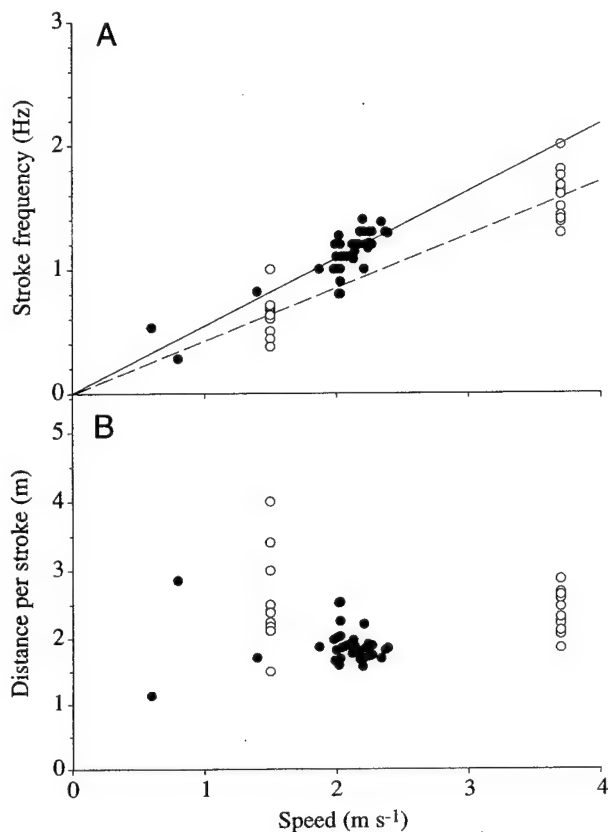 A
3
2
1
0
Stroke frequency (Hz)
B
5
4
3
2
1
0
Distance per stroke (m)
0 1 2 3 4
Speed (m s-1)